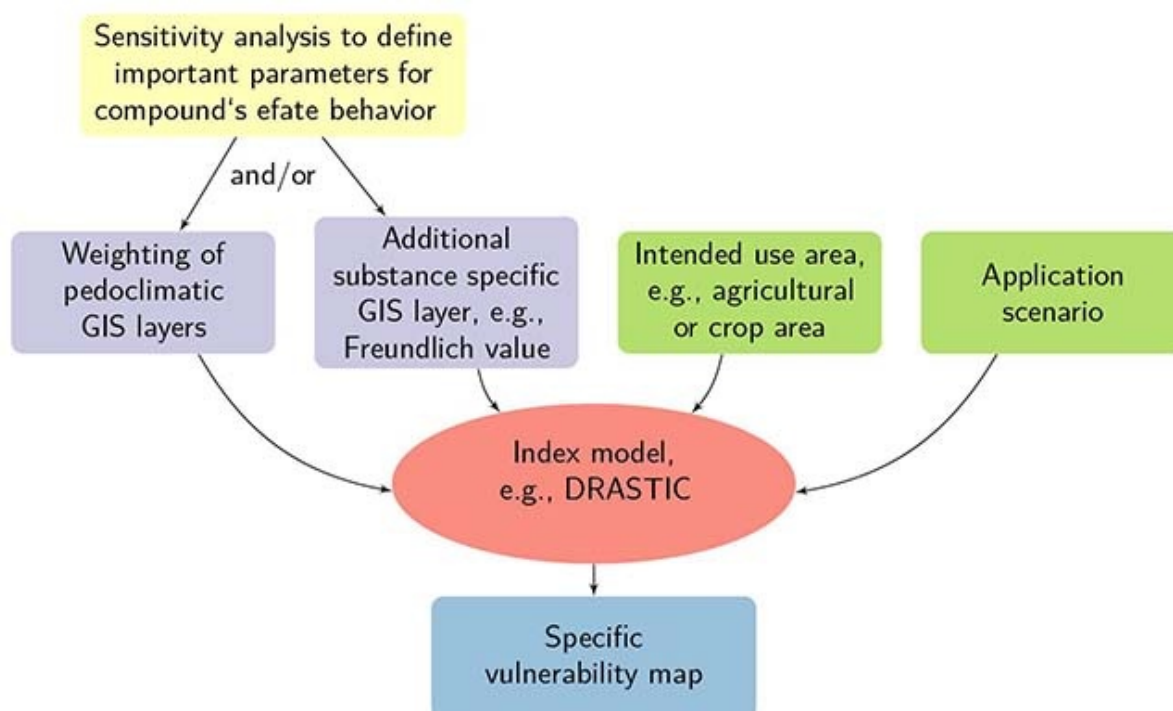 Sensitivity analysis to define
important parameters for
compound's efate behavior
and/or
Weighting of
pedoclimatic
GIS layers
Additional
substance specific
GIS layer, e.g.,
Freundlich value
Intended use area,
e.g., agricultural
or crop area
Application
scenario
Index model,
e.g., DRASTIC
Specific
vulnerability map